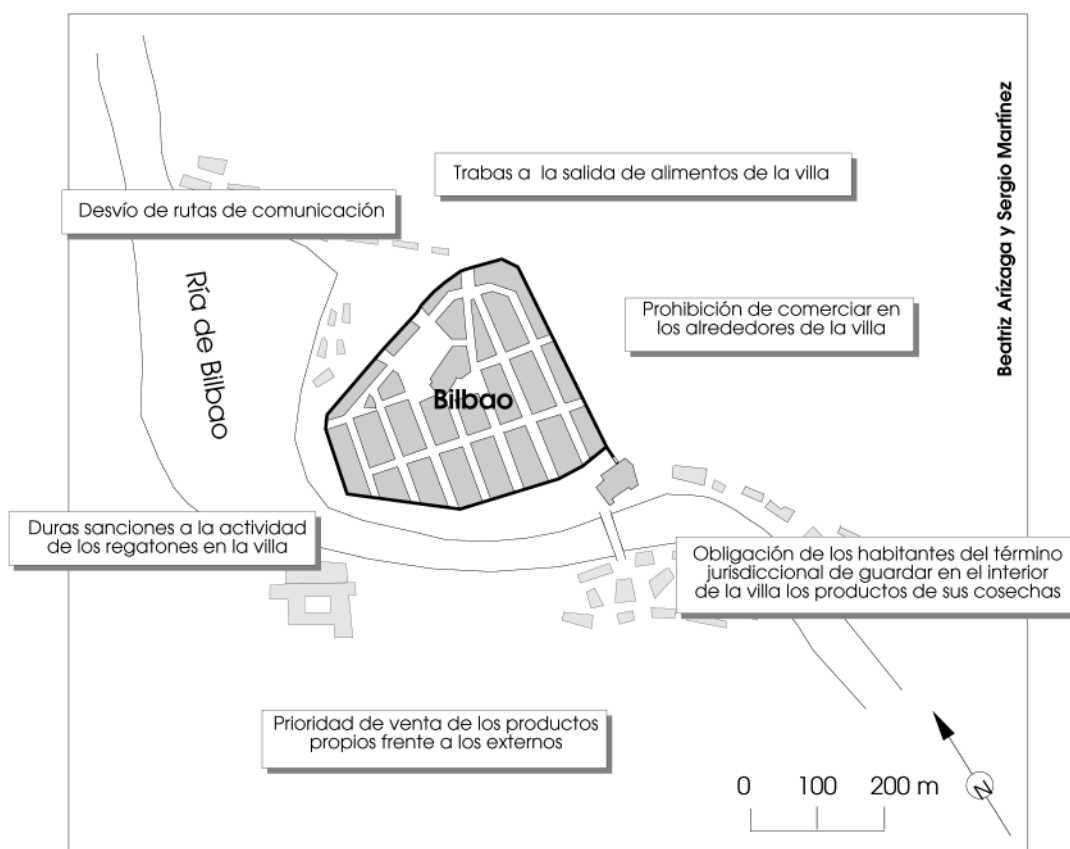 Trabas a la salida de alimentos de la villa
Desvío de rutas de comunicación
Beatriz Arízaga y Sergio Martínez
Ría de Bilbao
Prohibición de comerciar en
los alrededores de la villa
Bilbao
Duras sanciones a la actividad
de los regatones en la villa
Obligación de los habitantes del término
jurisdiccional de guardar en el interior
de la villa los productos de sus cosechas
Prioridad de venta de los productos
propios frente a los externos
0 100 200 m
N